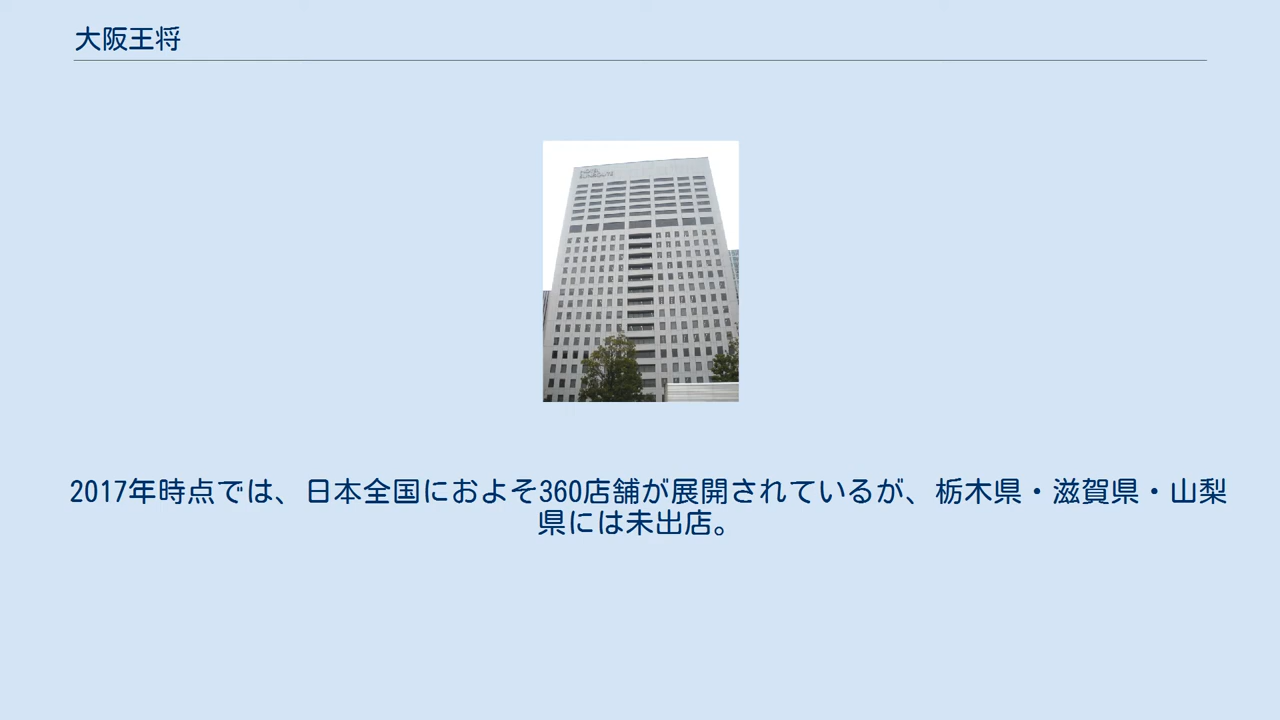 大阪王将
2017年時点では、日本全国におよそ360店舗が展開されているが、栃木県・滋賀県・山梨
県には未出店。